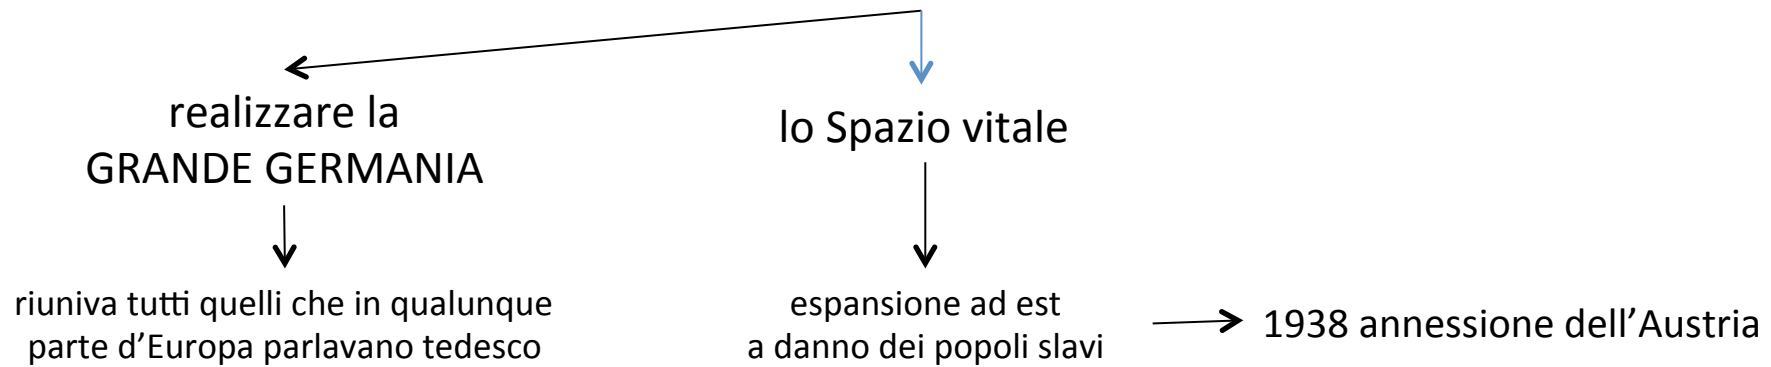 realizzare la
GRANDE GERMANIA
lo Spazio vitale
riuniva tutti quelli che in qualunque
parte d’Europa parlavano tedesco
espansione ad est
a danno dei popoli slavi
1938 annessione dell’Austria